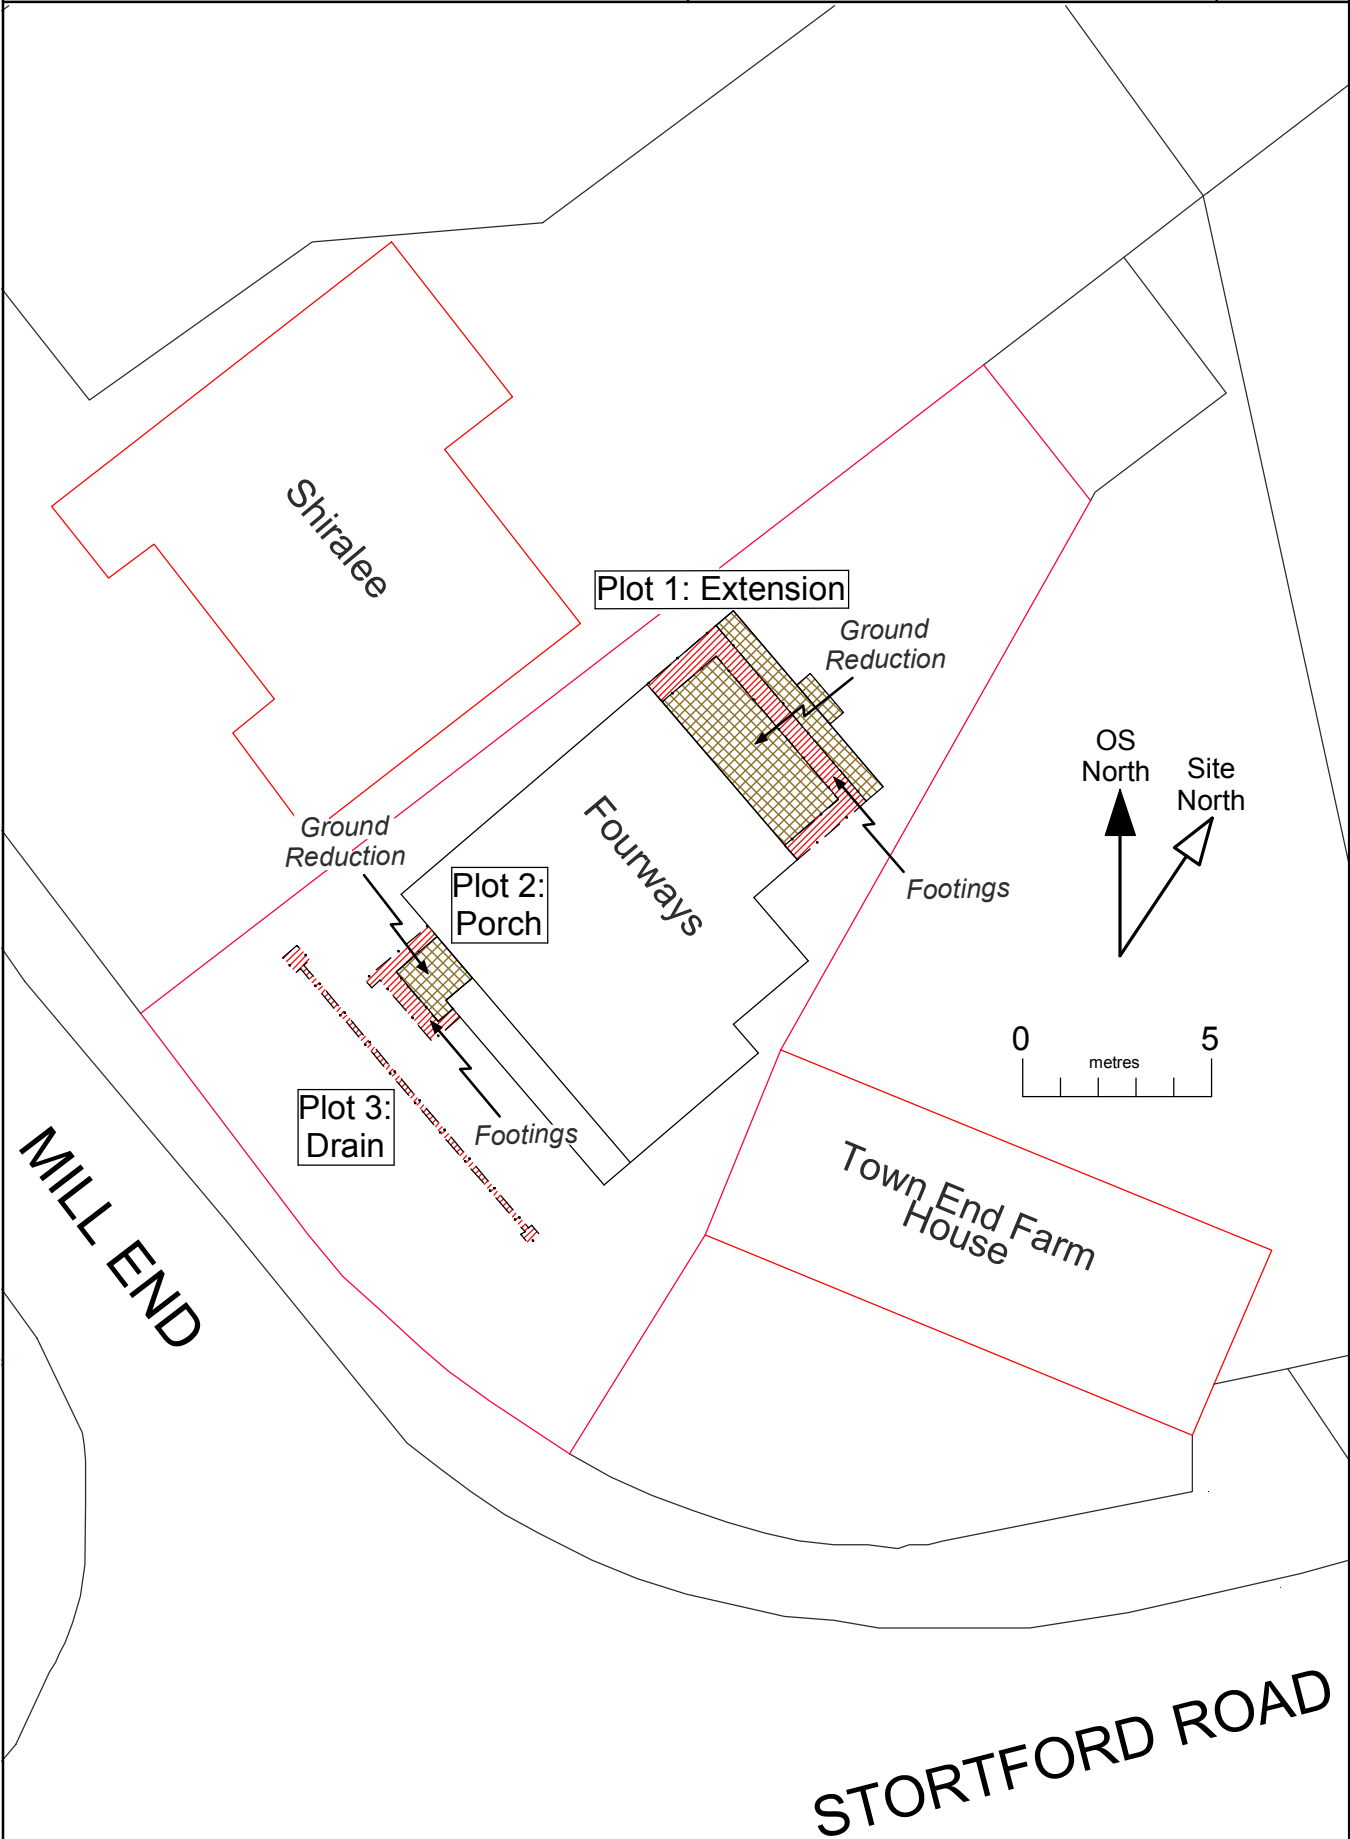 Shiralee
Plot 1: Extension
Ground
Reduction
OS
North
Site
North
Fourways
Ground
Reduction
Plot 2:
Porch
Footings
0 5
metres
Plot 3:
Drain
Footings
Town End Farm
House
MILL END
STORTFORD ROAD